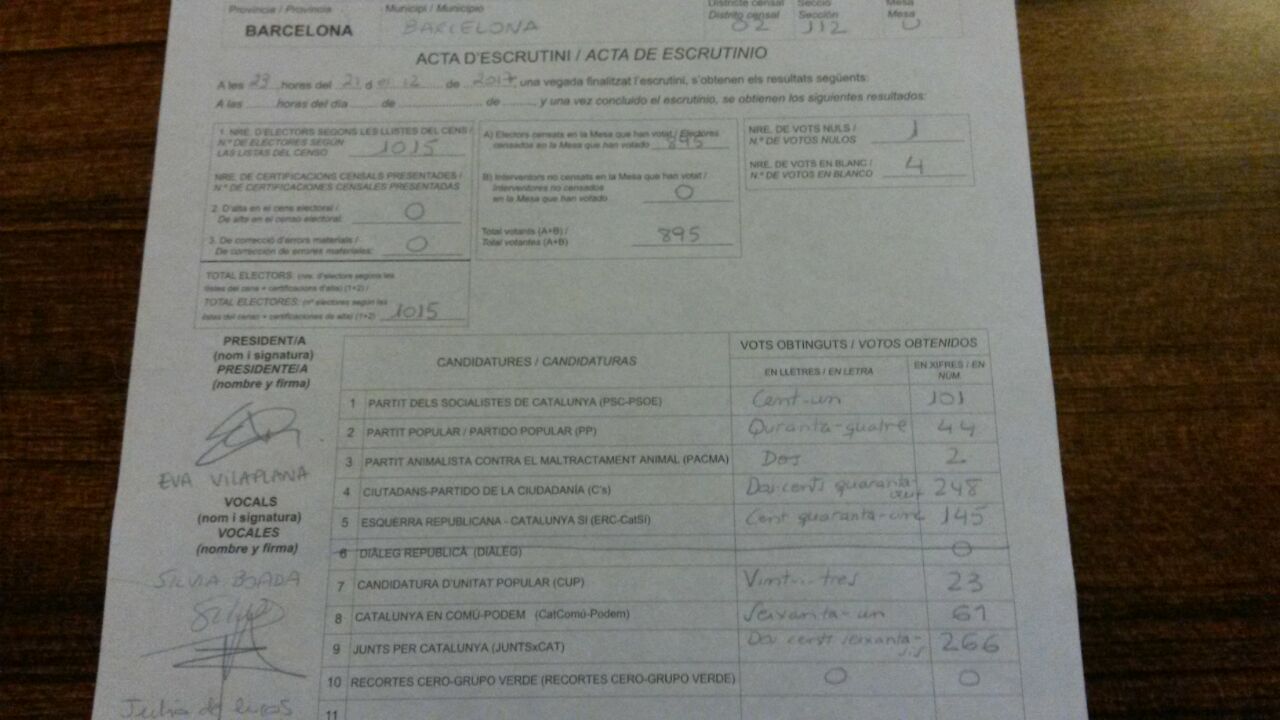 Província / Provincia Municipi / Municipio Districte censal Secció Mesa
Distrito censal Sección Mesa
BARCELONA BARCELONA 02 112 U
ACTA D'ESCRUTINI / ACTA DE ESCRUTINIO
A les 23 hores del 21 d el 12 de 2017 una vegada finalitzat l'escrutini, s'obtenen els resultats següents:
A las horas del día de de , y una vez concluido el escrutinio, se obtienen los siguientes resultados:
1. NRE. D'ELECTORS SEGONS LES LLISTES DEL CENS /
N.º DE ELECTORES SEGÚN
LAS LISTAS DEL CENSO 1015
NRE. DE CERTIFICACIONS CENSALS PRESENTADES /
N.º DE CERTIFICACIONES CENSALES PRESENTADAS
2. D'alta en el cens electoral /
De alta en el censo electoral: 0
3. De correcció d'errors materials /
De corrección de errores materiales: 0
TOTAL ELECTORS: (nre. d'electors segons les
llistes del cens + certificacions d'alta) (1+2) /
TOTAL ELECTORES: (nº electores según las
listas del censo + certificaciones de alta) (1+2) 1015
A) Electors censats en la Mesa que han votat / Electores
censados en la Mesa que han votado 895
B) Interventors no censats en la Mesa que han votat /
Interventores no censados
en la Mesa que han votado 0
Total votants (A+B) /
Total votantes (A+B) 895
NRE. DE VOTS NULS /
N.º DE VOTOS NULOS 1
NRE. DE VOTS EN BLANC /
N.º DE VOTOS EN BLANCO 4
PRESIDENT/A
(nom i signatura)
PRESIDENTE/A
(nombre y firma)
EVA VILAPLANA
VOCALS
(nom i signatura)
VOCALES
(nombre y firma)
SILVIA BOADA
CANDIDATURES / CANDIDATURAS VOTS OBTINGUTS / VOTOS OBTENIDOS
EN LLETRES / EN LETRA EN XIFRES / EN NÚM.
1 PARTIT DELS SOCIALISTES DE CATALUNYA (PSC-PSOE) Cent-un 101
2 PARTIT POPULAR / PARTIDO POPULAR (PP) Quranta-quatre 44
3 PARTIT ANIMALISTA CONTRA EL MALTRACTAMENT ANIMAL (PACMA) Dos 2
4 CIUTADANS-PARTIDO DE LA CIUDADANÍA (C's) Dos-cents quaranta-vuit 248
5 ESQUERRA REPUBLICANA - CATALUNYA SÍ (ERC-CatSí) Cent quaranta-cinc 145
6 DIÀLEG REPUBLICÀ (DIÀLEG) 0
7 CANDIDATURA D'UNITAT POPULAR (CUP) Vint-i-tres 23
8 CATALUNYA EN COMÚ-PODEM (CatComú-Podem) Seixanta-un 61
9 JUNTS PER CATALUNYA (JUNTSxCAT) Dos cents seixanta-sis 266
10 RECORTES CERO-GRUPO VERDE (RECORTES CERO-GRUPO VERDE) 0 0
11